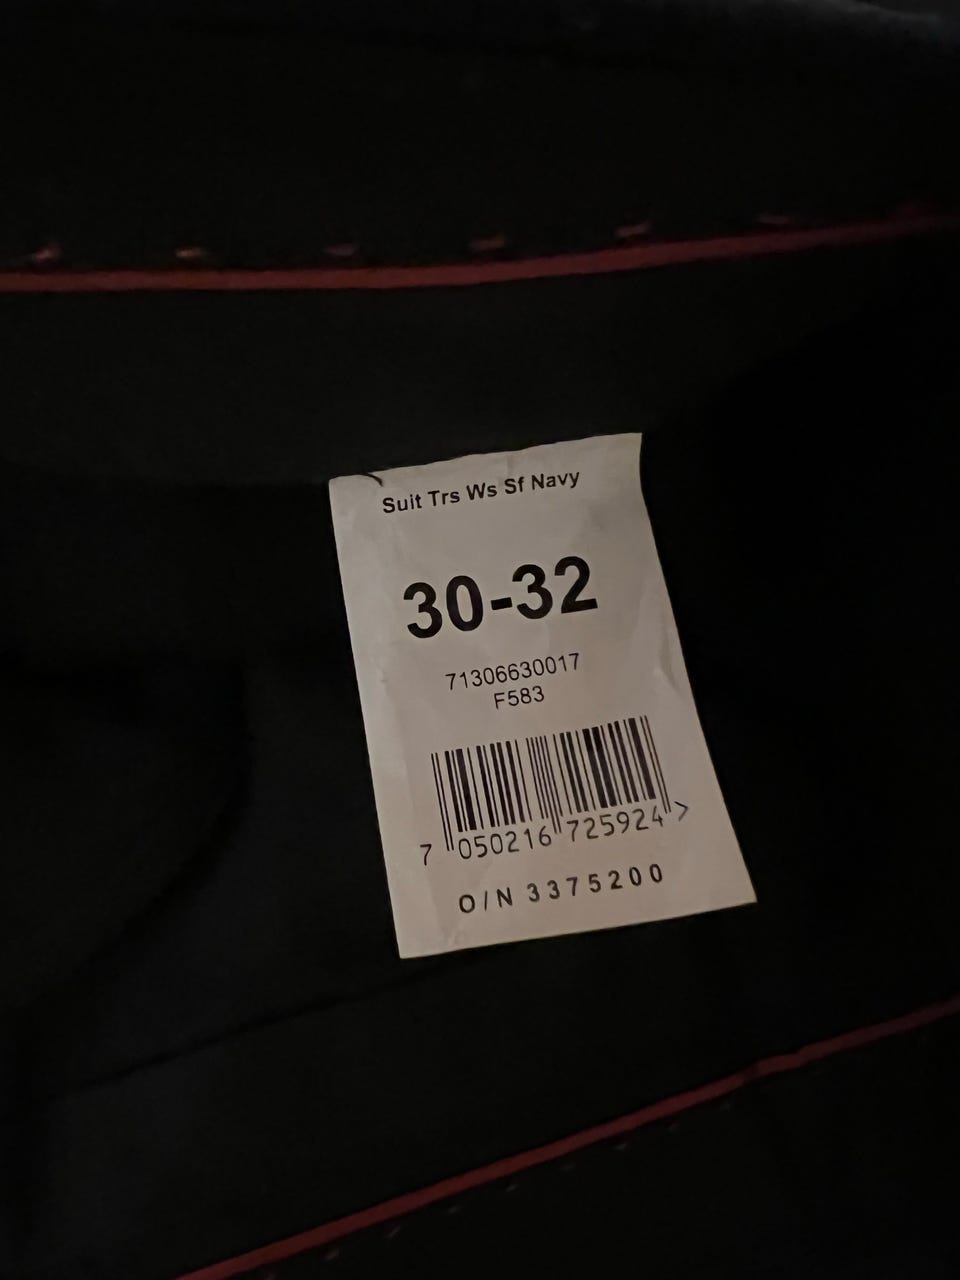 Suit Trs Ws Sf Navy
30-32
71306630017
F583
7 050216 725924 >
O/N 3375200